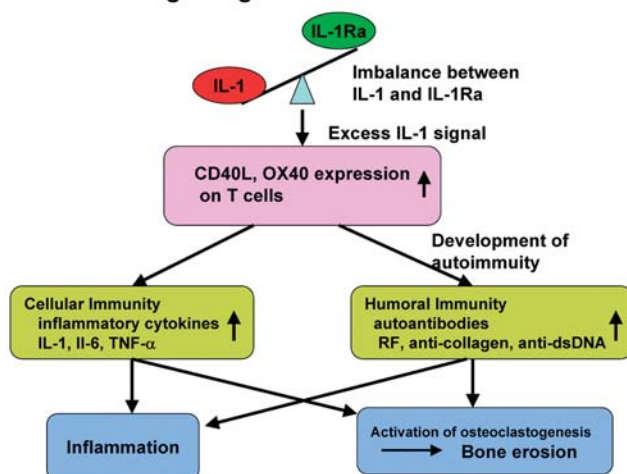 IL-1Ra
IL-1
Imbalance between
IL-1 and IL-1Ra
Excess IL-1 signal
CD40L, OX40 expression
on T cells
Development of
autoimmuity
Cellular Immunity
inflammatory cytokines
IL-1, Il-6, TNF-α
Humoral Immunity
autoantibodies
RF, anti-collagen, anti-dsDNA
Inflammation
Activation of osteoclastogenesis
Bone erosion